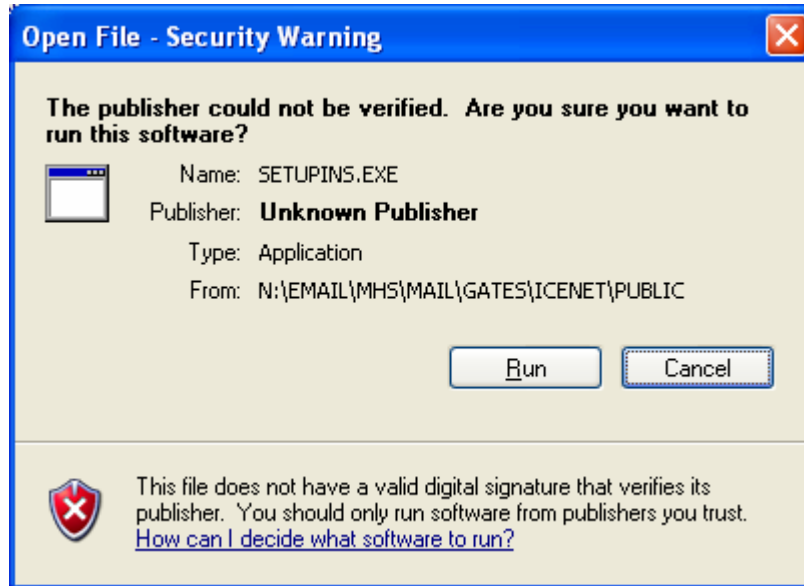 Open File - Security Warning
The publisher could not be verified.  Are you sure you want to
run this software?
Name: SETUPINS.EXE
Publisher: Unknown Publisher
Type: Application
From: N:\EMAIL\MHS\MAIL\GATES\ICENET\PUBLIC
Run Cancel
This file does not have a valid digital signature that verifies its
publisher.  You should only run software from publishers you trust.
How can I decide what software to run?